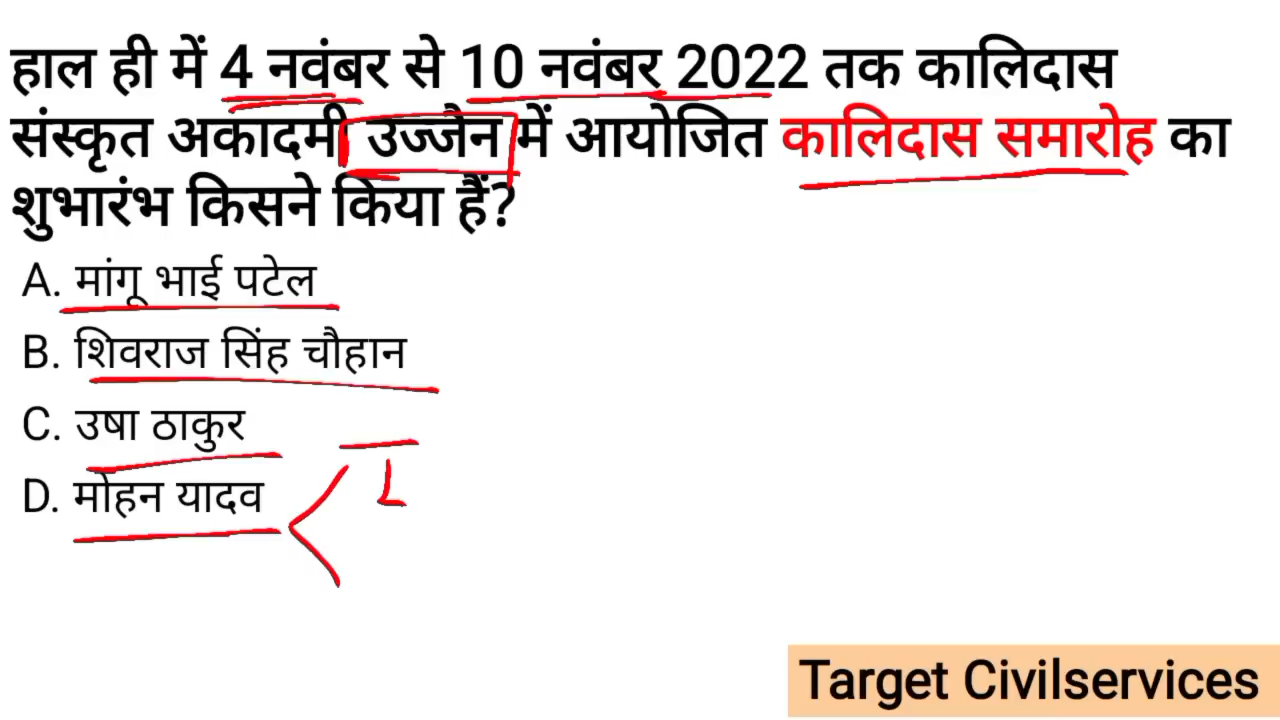 हाल ही में 4 नवंबर से 10 नवंबर 2022 तक कालिदास
संस्कृत अकादमी उज्जैन में आयोजित कालिदास समारोह का
शुभारंभ किसने किया हैं?
A. मांगू भाई पटेल
B. शिवराज सिंह चौहान
C. उषा ठाकुर
D. मोहन यादव
Target Civilservices